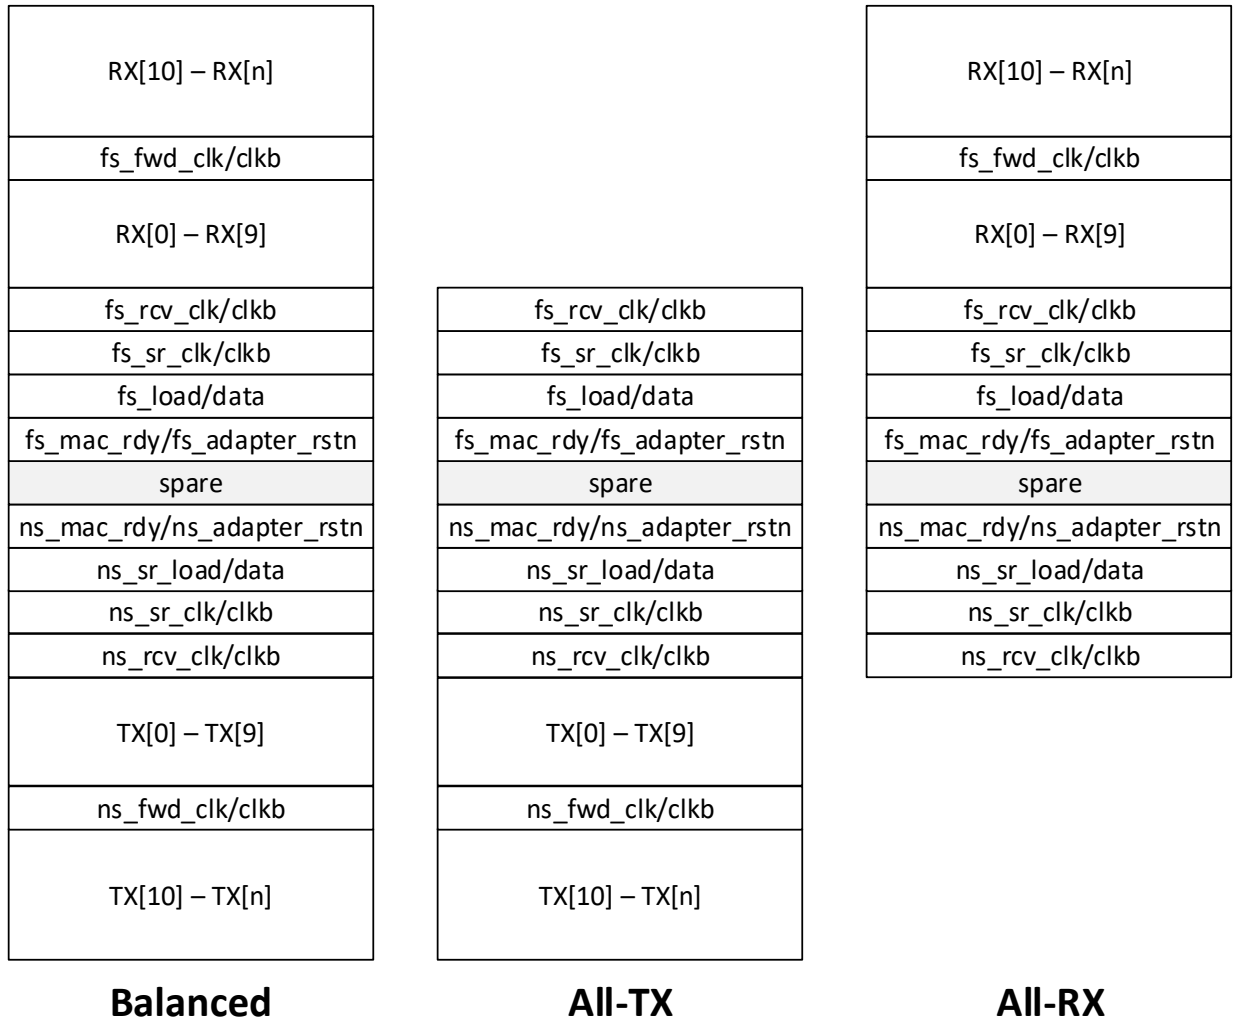 RX[10] – RX[n]
fs_fwd_clk/clkb
RX[0] – RX[9]
fs_rcv_clk/clkb
fs_sr_clk/clkb
fs_load/data
fs_mac_rdy/fs_adapter_rstn
spare
ns_mac_rdy/ns_adapter_rstn
ns_sr_load/data
ns_sr_clk/clkb
ns_rcv_clk/clkb
TX[0] – TX[9]
ns_fwd_clk/clkb
TX[10] – TX[n]
Balanced
fs_rcv_clk/clkb
fs_sr_clk/clkb
fs_load/data
fs_mac_rdy/fs_adapter_rstn
spare
ns_mac_rdy/ns_adapter_rstn
ns_sr_load/data
ns_sr_clk/clkb
ns_rcv_clk/clkb
TX[0] – TX[9]
ns_fwd_clk/clkb
TX[10] – TX[n]
All-TX
RX[10] – RX[n]
fs_fwd_clk/clkb
RX[0] – RX[9]
fs_rcv_clk/clkb
fs_sr_clk/clkb
fs_load/data
fs_mac_rdy/fs_adapter_rstn
spare
ns_mac_rdy/ns_adapter_rstn
ns_sr_load/data
ns_sr_clk/clkb
ns_rcv_clk/clkb
All-RX